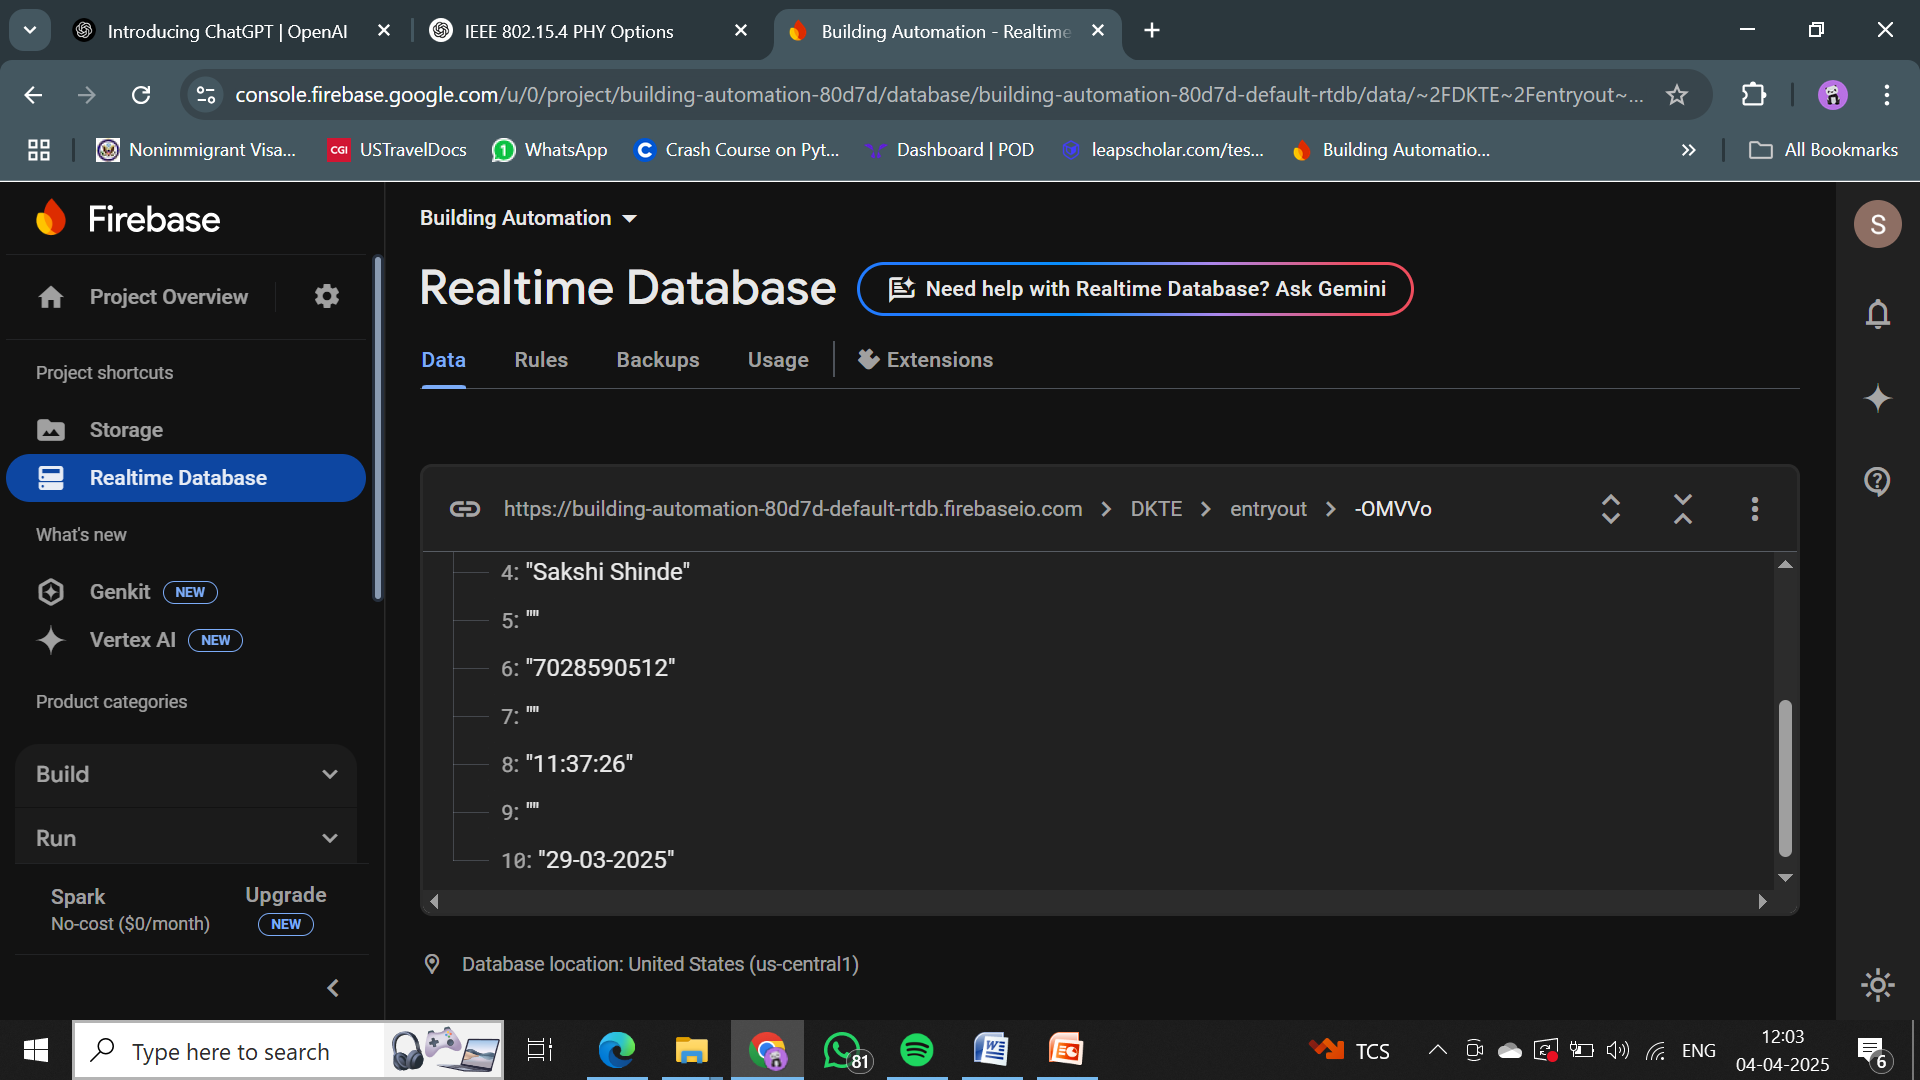 Introducing ChatGPT | OpenAI
IEEE 802.15.4 PHY Options
Building Automation - Realtime
console.firebase.google.com/u/0/project/building-automation-80d7d/database/building-automation-80d7d-default-rtdb/data/~2FDKTE~2Fentryout~...
Nonimmigrant Visa...
CGI
USTravelDocs
1
WhatsApp
Crash Course on Pyt...
Dashboard | POD
leapscholar.com/tes...
Building Automatio...
All Bookmarks
Firebase
Project Overview
Project shortcuts
Storage
Realtime Database
What's new
Genkit NEW
Vertex AI NEW
Product categories
Build
Run
Spark
No-cost ($0/month)
Upgrade
NEW
Building Automation
Realtime Database
Need help with Realtime Database? Ask Gemini
Data
Rules
Backups
Usage
Extensions
S
https://building-automation-80d7d-default-rtdb.firebaseio.com > DKTE > entryout > -OMVVo
4: "Sakshi Shinde"
5: ""
6: "7028590512"
7: ""
8: "11:37:26"
9: ""
10: "29-03-2025"
Database location: United States (us-central1)
Type here to search
81
TCS
ENG
12:03
04-04-2025
6